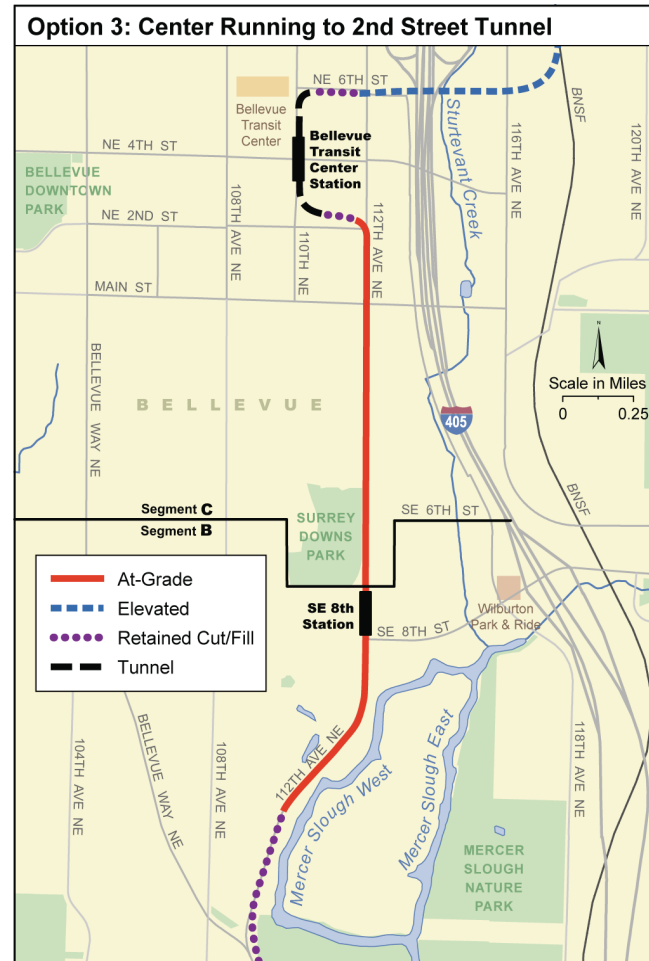 Option 3: Center Running to 2nd Street Tunnel
NE 6TH ST
BNSF
Bellevue
Transit
Center
Sturtevant Creek
Bellevue
Transit
Center
Station
NE 4TH ST
116TH AVE NE
120TH AVE NE
BELLEVUE
DOWNTOWN
PARK
108TH AVE NE
110TH AVE NE
112TH AVE NE
NE 2ND ST
MAIN ST
N
Scale in Miles
0 0.25
BELLEVUE WAY NE
BELLEVUE
405
BNSF
Segment C
Segment B
SURREY
DOWNS
PARK
SE 6TH ST
At-Grade
Elevated
Retained Cut/Fill
Tunnel
SE 8th
Station
Wilburton
Park & Ride
SE 8TH ST
104TH AVE NE
BELLEVUE WAY NE
108TH AVE NE
112TH AVE NE
Mercer Slough West
Mercer Slough East
118TH AVE NE
MERCER
SLOUGH
NATURE
PARK